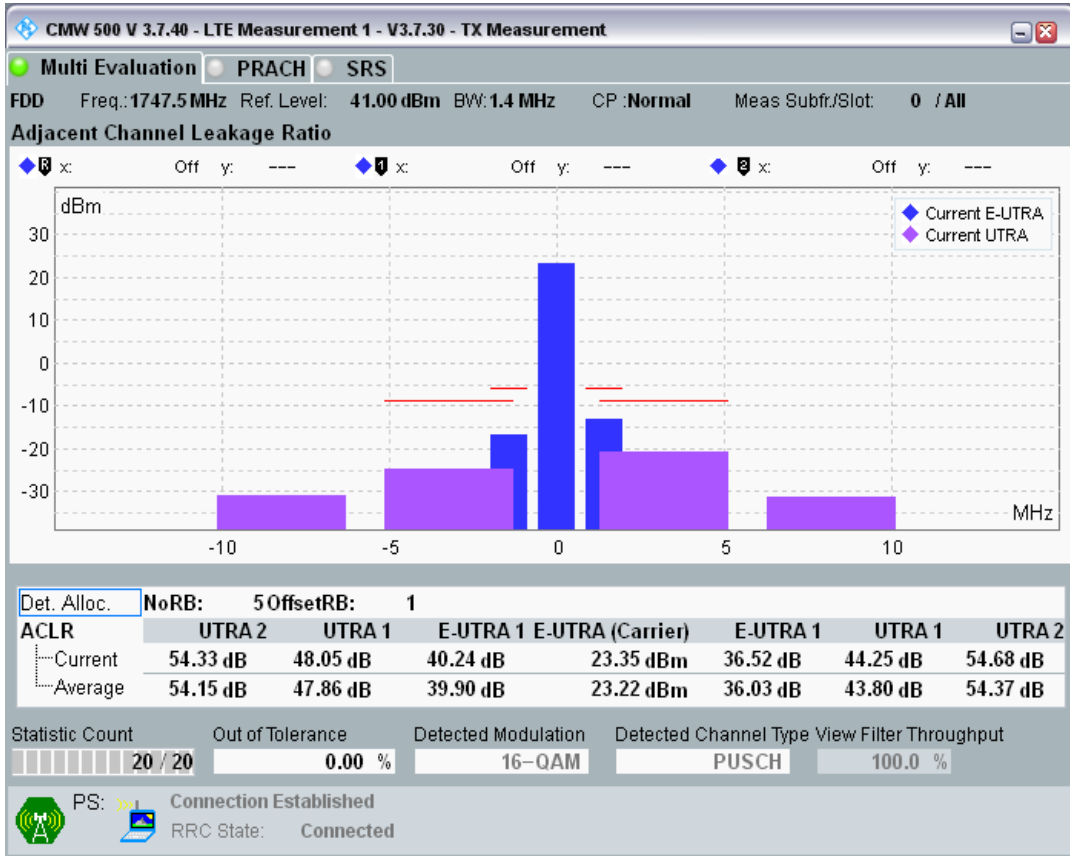 CMW 500 V 3.7.40 - LTE Measurement 1 - V3.7.30 - TX Measurement
Multi Evaluation PRACH SRS
FDD Freq.:1747.5 MHz Ref. Level: 41.00 dBm BW: 1.4 MHz CP :Normal Meas Subfr./Slot: 0 / All
Adjacent Channel Leakage Ratio
R x: Off y: --- 1 x: Off y: --- 2 x: Off y: ---
dBm
Current E-UTRA
Current UTRA
30
20
10
0
-10
-20
-30
MHz
-10 -5 0 5 10
Det. Alloc. NoRB: 5 OffsetRB: 1
ACLR UTRA 2 UTRA 1 E-UTRA 1 E-UTRA (Carrier) E-UTRA 1 UTRA 1 UTRA 2
Current 54.33 dB 48.05 dB 40.24 dB 23.35 dBm 36.52 dB 44.25 dB 54.68 dB
Average 54.15 dB 47.86 dB 39.90 dB 23.22 dBm 36.03 dB 43.80 dB 54.37 dB
Statistic Count Out of Tolerance Detected Modulation Detected Channel Type View Filter Throughput
20 / 20 0.00 % 16-QAM PUSCH 100.0 %
PS: Connection Established
RRC State: Connected